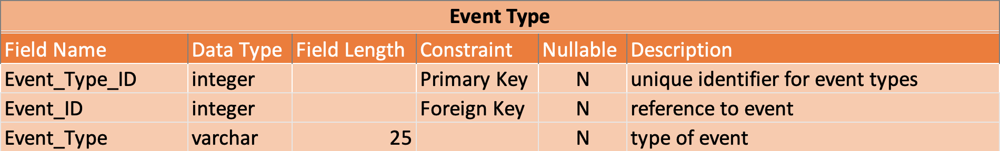 Event Type
Field Name Data Type Field Length Constraint Nullable Description
Event_Type_ID integer Primary Key N unique identifier for event types
Event_ID integer Foreign Key N reference to event
Event_Type varchar 25 N type of event